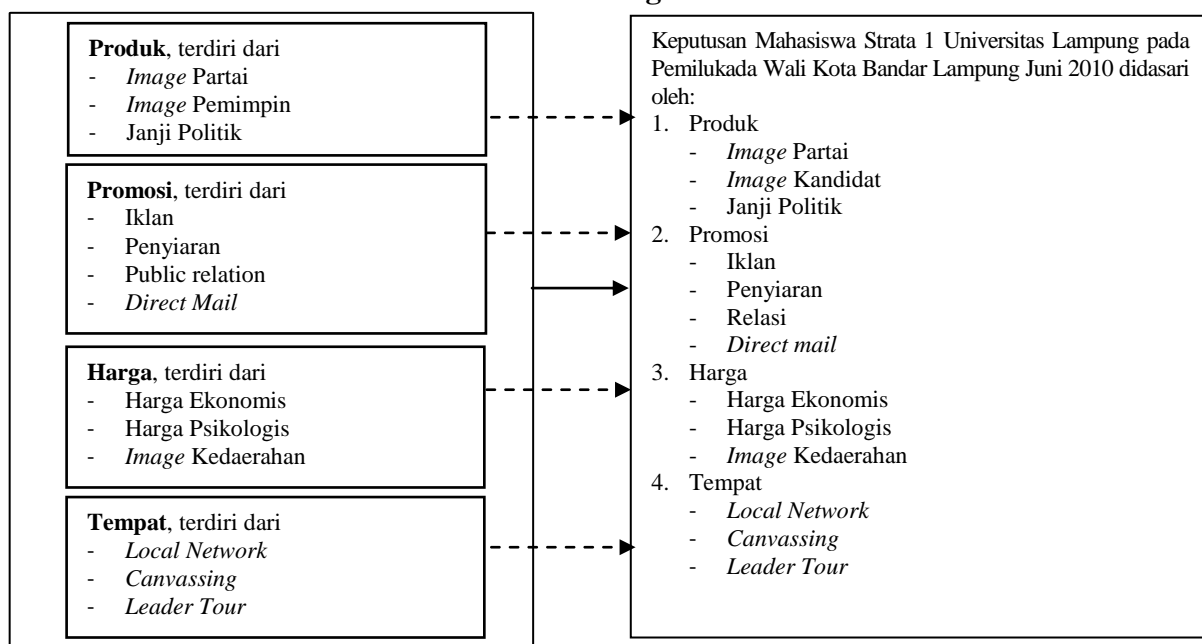 Produk, terdiri dari
- Image Partai
- Image Pemimpin
- Janji Politik
Promosi, terdiri dari
- Iklan
- Penyiaran
- Public relation
- Direct Mail
Harga, terdiri dari
- Harga Ekonomis
- Harga Psikologis
- Image Kedaerahan
Tempat, terdiri dari
- Local Network
- Canvassing
- Leader Tour
Keputusan Mahasiswa Strata 1 Universitas Lampung pada
Pemilukada Wali Kota Bandar Lampung Juni 2010 didasari
oleh:
1. Produk
- Image Partai
- Image Kandidat
- Janji Politik
2. Promosi
- Iklan
- Penyiaran
- Relasi
- Direct mail
3. Harga
- Harga Ekonomis
- Harga Psikologis
- Image Kedaerahan
4. Tempat
- Local Network
- Canvassing
- Leader Tour